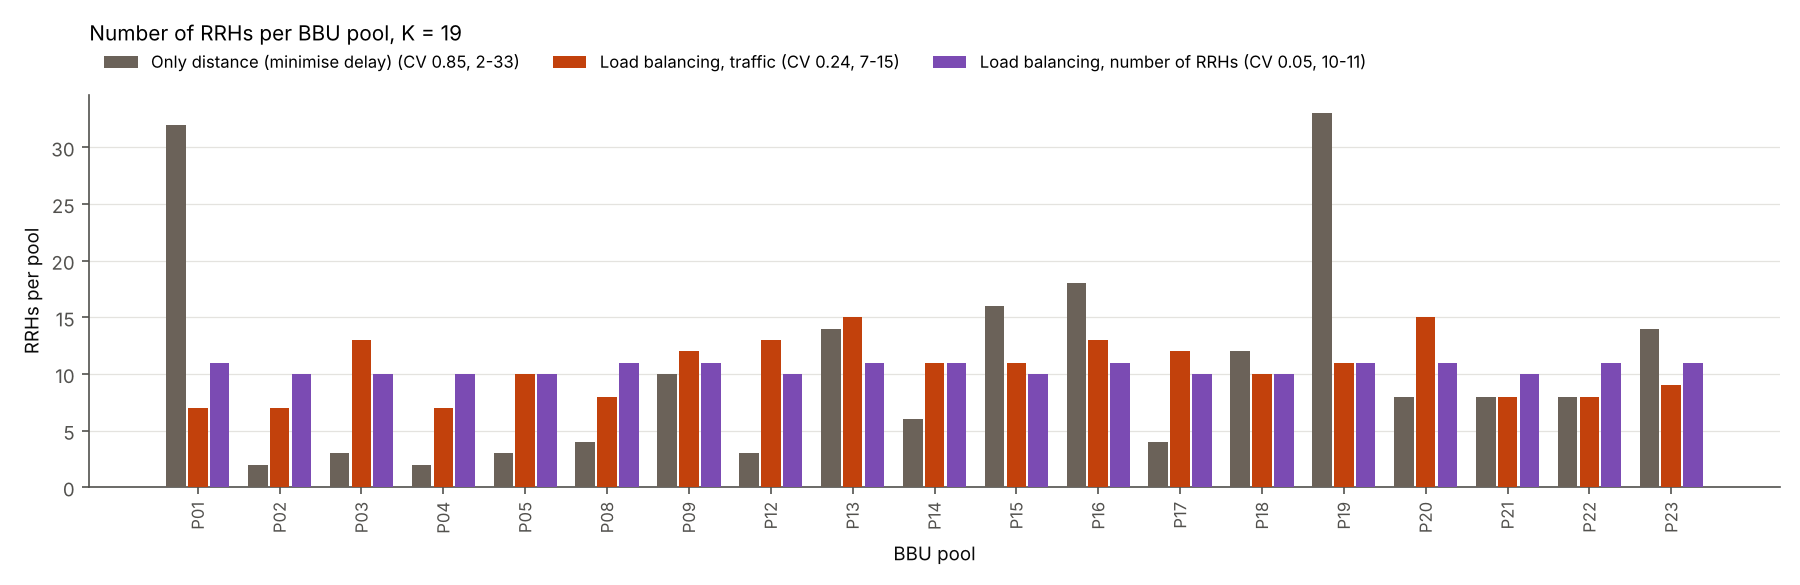 Number of RRHs per BBU pool, K = 19
Only distance (minimise delay) (CV 0.85, 2-33) Load balancing, traffic (CV 0.24, 7-15) Load balancing, number of RRHs (CV 0.05, 10-11)
RRHs per pool
30
25
20
15
10
5
0
P01 P02 P03 P04 P05 P08 P09 P12 P13 P14 P15 P16 P17 P18 P19 P20 P21 P22 P23
BBU pool